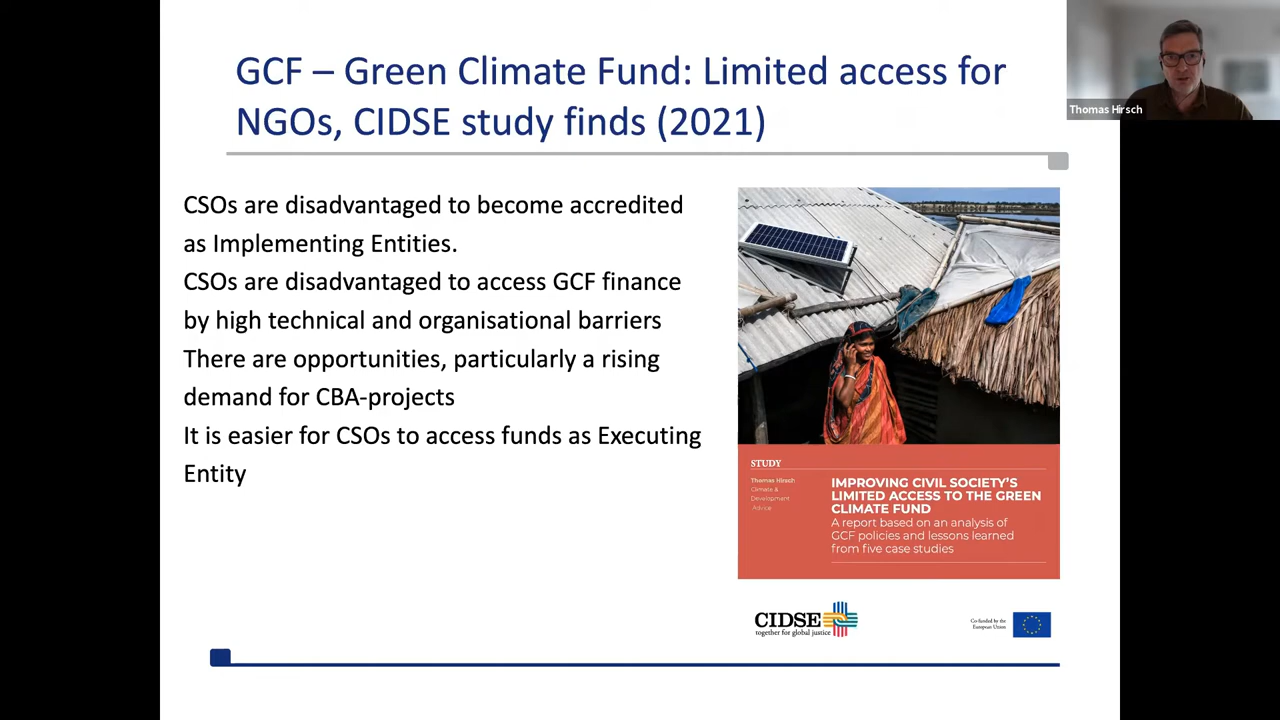 GCF – Green Climate Fund: Limited access for
NGOs, CIDSE study finds (2021)
Thomas Hirsch
CSOs are disadvantaged to become accredited
as Implementing Entities.
CSOs are disadvantaged to access GCF finance
by high technical and organisational barriers
There are opportunities, particularly a rising
demand for CBA-projects
It is easier for CSOs to access funds as Executing
Entity
STUDY
Thomas Hirsch
Climate &
Development
Advice
IMPROVING CIVIL SOCIETY’S
LIMITED ACCESS TO THE GREEN
CLIMATE FUND
A report based on an analysis of
GCF policies and lessons learned
from five case studies
CIDSE
together for global justice
Co-funded by the
European Union